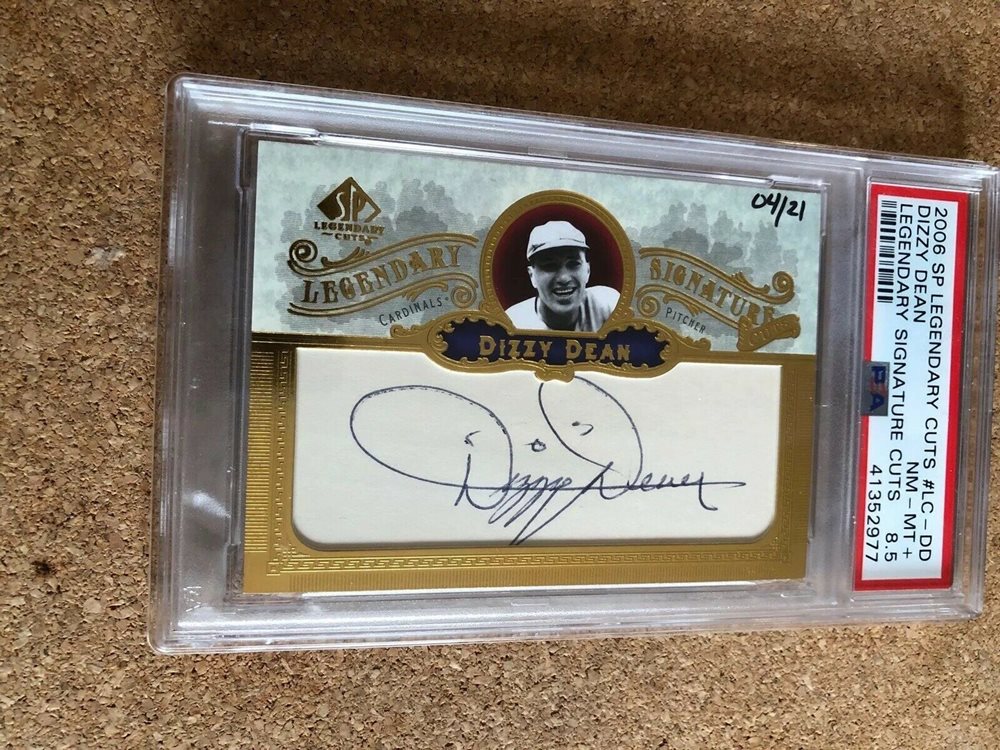 SP
LEGENDARY
CUTS
LEGENDARY SIGNATURE
CARDINALS® PITCHER
04/21
DIZZY DEAN
Dizzy Dean
2006 SP LEGENDARY CUTS #LC-DD
DIZZY DEAN NM-MT+
LEGENDARY SIGNATURE CUTS 8.5
PSA 41352977